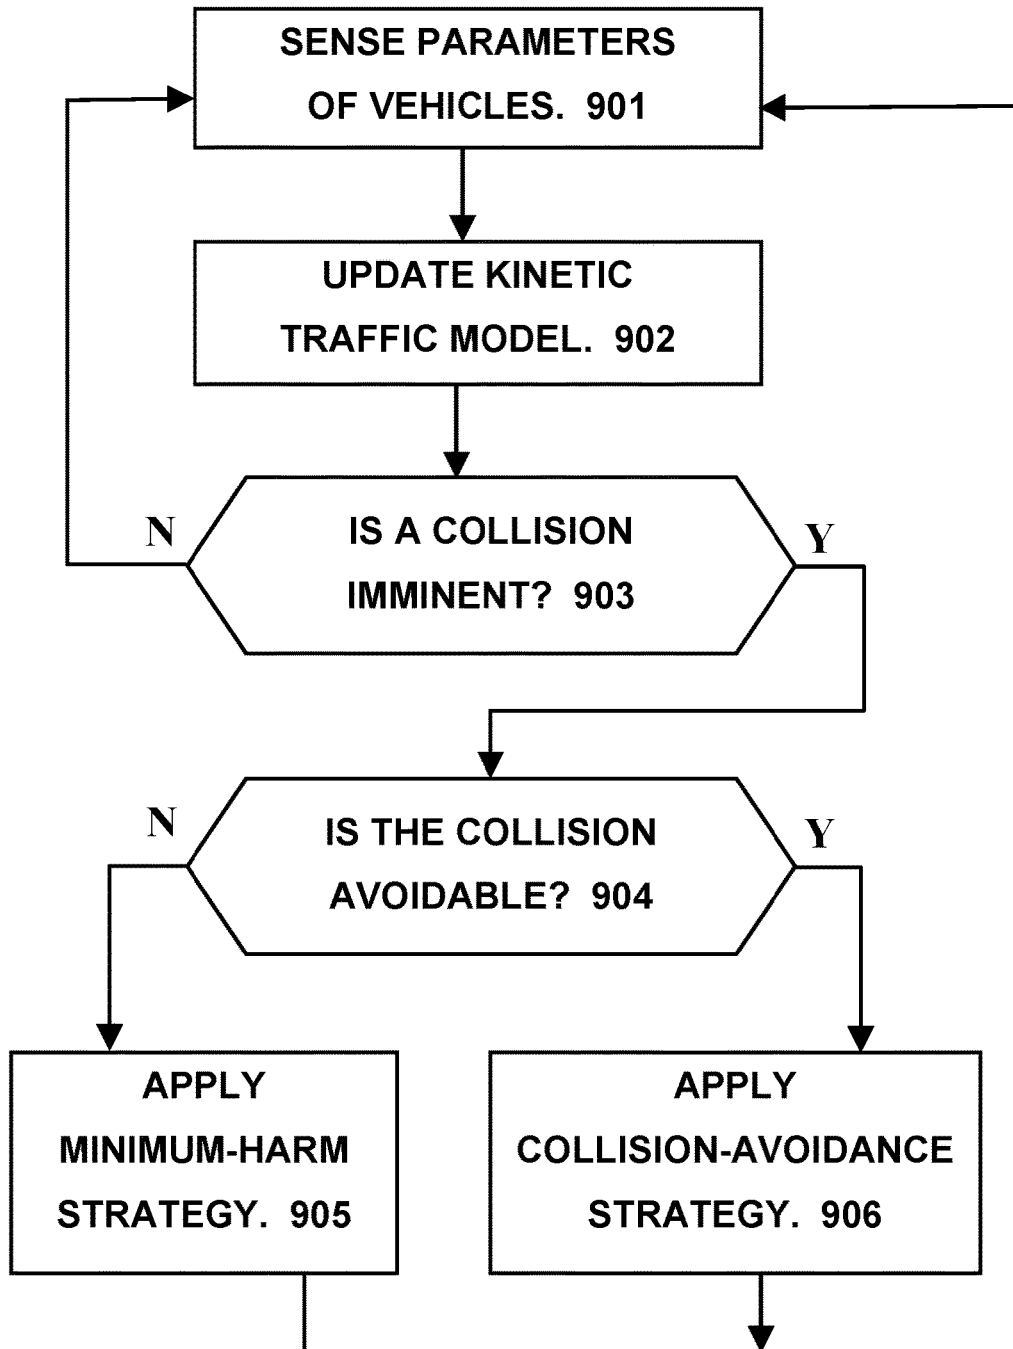 SENSE PARAMETERS
OF VEHICLES. 901
UPDATE KINETIC
TRAFFIC MODEL. 902
N
IS A COLLISION
Y
IMMINENT? 903
N
IS THE COLLISION
Y
AVOIDABLE? 904
APPLY
MINIMUM-HARM
STRATEGY. 905
APPLY
COLLISION-AVOIDANCE
STRATEGY. 906